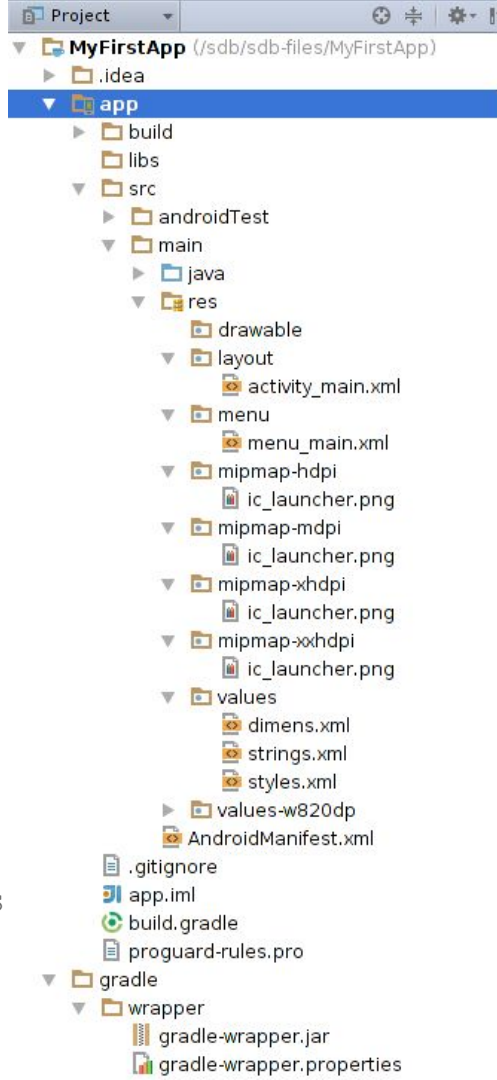 Project
MyFirstApp (/sdb/sdb-files/MyFirstApp)
.idea
app
build
libs
src
androidTest
main
java
res
drawable
layout
activity_main.xml
menu
menu_main.xml
mipmap-hdpi
ic_launcher.png
mipmap-mdpi
ic_launcher.png
mipmap-xhdpi
ic_launcher.png
mipmap-xxhdpi
ic_launcher.png
values
dimens.xml
strings.xml
styles.xml
values-w820dp
AndroidManifest.xml
.gitignore
app.iml
build.gradle
proguard-rules.pro
gradle
wrapper
gradle-wrapper.jar
gradle-wrapper.properties